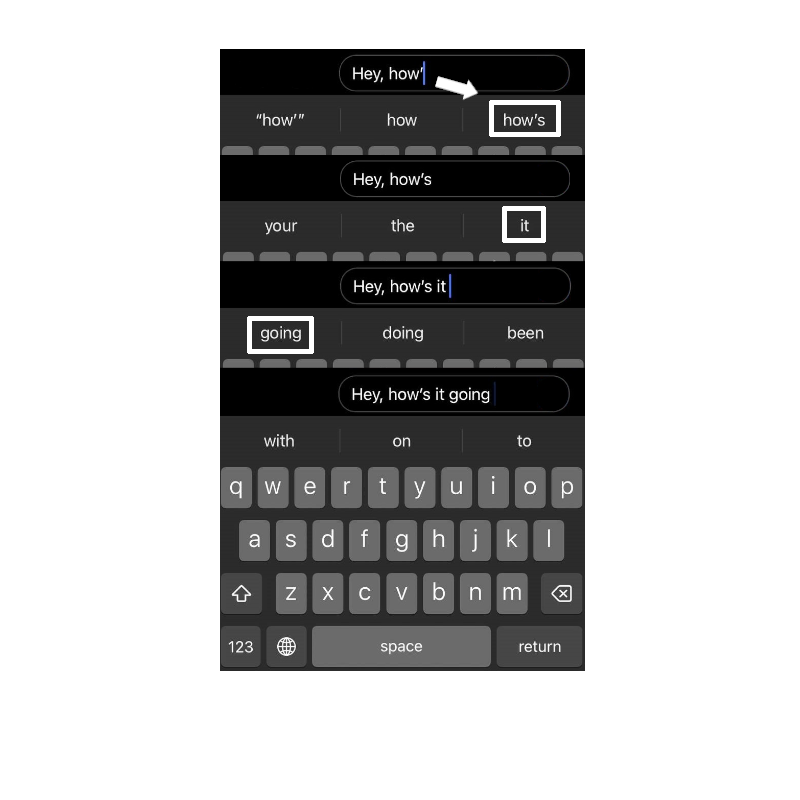 Hey, how’
“how’” how how’s
Hey, how’s
your the it
Hey, how’s it
going doing been
Hey, how’s it going
with on to
q w e r t y u i o p
a s d f g h j k l
z x c v b n m
123 space return